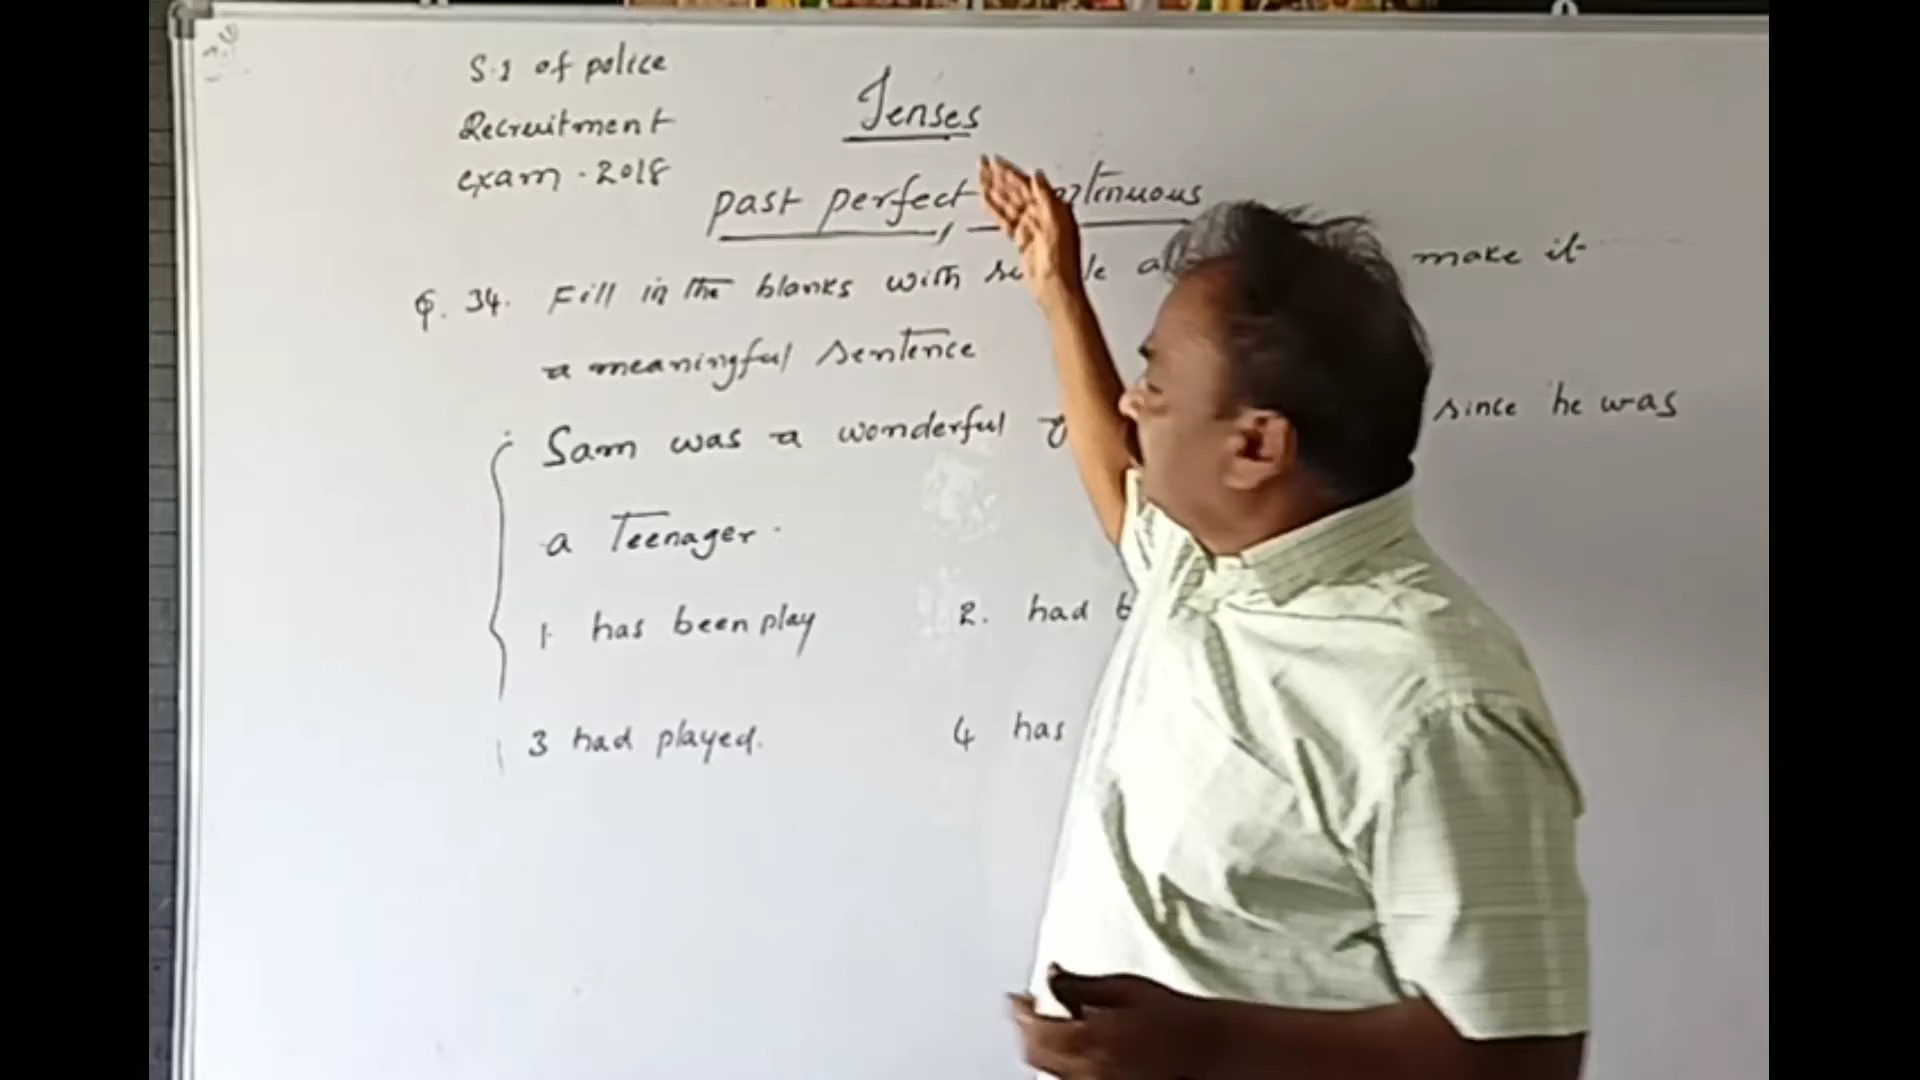 S.I of police
Recruitment
exam. 2018
Tenses
past perfect
Q. 34. Fill in the blanks with make it
a meaningful sentence
Sam was a wonderful since he was
a Teenager.
1. has been play
2. had
3 had played.
4 has